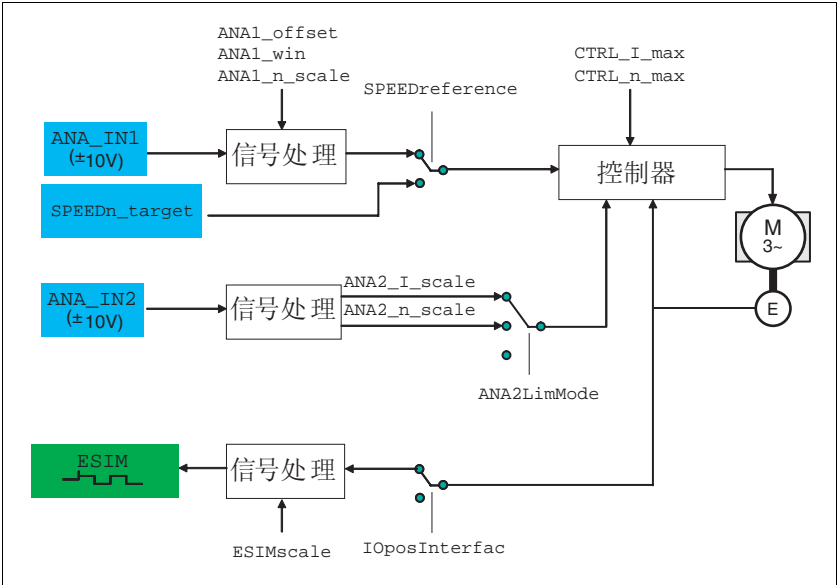 ANA1_offset
ANA1_win
ANA1_n_scale
CTRL_I_max
CTRL_n_max
SPEEDreference
ANA_IN1
(±10V)
信号处理
控制器
SPEEDn_target
M
3~
ANA_IN2
(±10V)
信号处理
ANA2_I_scale
ANA2_n_scale
E
ANA2LimMode
ESIM
信号处理
ESIMscale
IOposInterfac